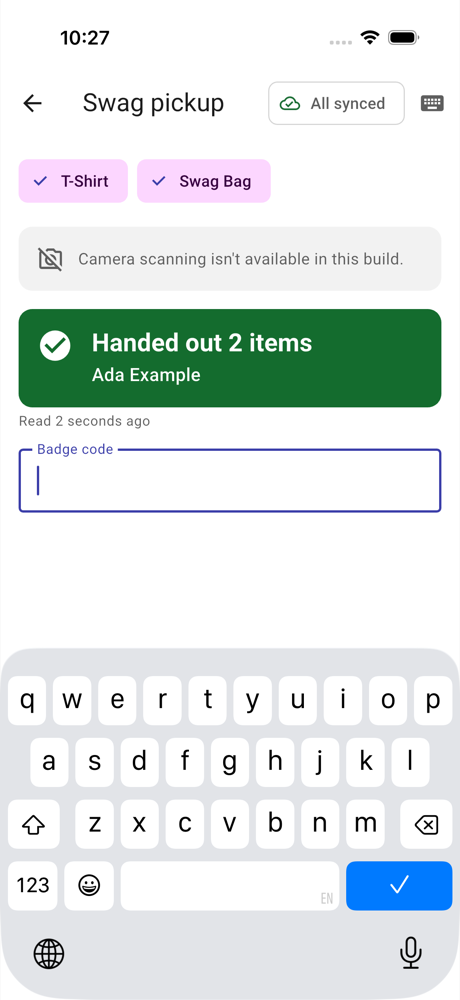 10:27
Swag pickup
All synced
T-Shirt
Swag Bag
Camera scanning isn't available in this build.
Handed out 2 items
Ada Example
Read 2 seconds ago
Badge code
q w e r t y u i o p
a s d f g h j k l
z x c v b n m
123
EN